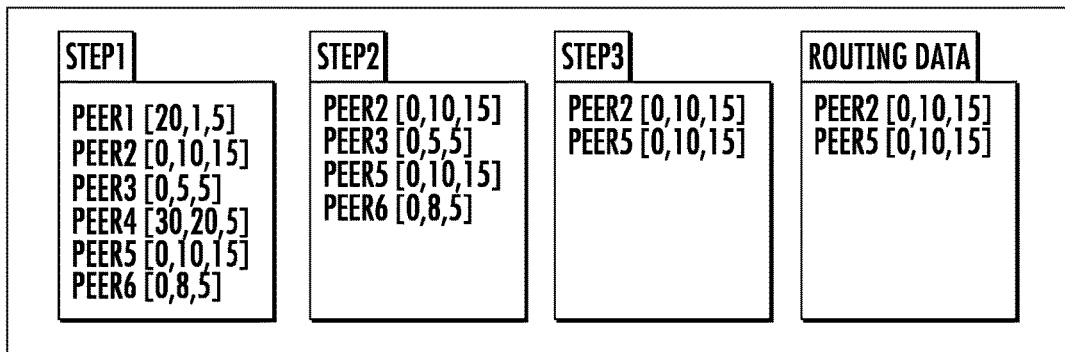 STEP1
PEER1 [20,1,5]
PEER2 [0,10,15]
PEER3 [0,5,5]
PEER4 [30,20,5]
PEER5 [0,10,15]
PEER6 [0,8,5]
STEP2
PEER2 [0,10,15]
PEER3 [0,5,5]
PEER5 [0,10,15]
PEER6 [0,8,5]
STEP3
PEER2 [0,10,15]
PEER5 [0,10,15]
ROUTING DATA
PEER2 [0,10,15]
PEER5 [0,10,15]